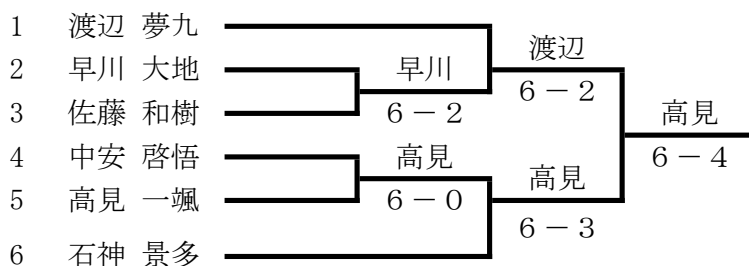 1 渡辺 夢九
渡辺
2 早川 大地
早川
6－2
3 佐藤 和樹
6－2
高見
4 中安 啓悟
高見
6－4
5 高見 一颯
6－0
高見
6－3
6 石神 景多